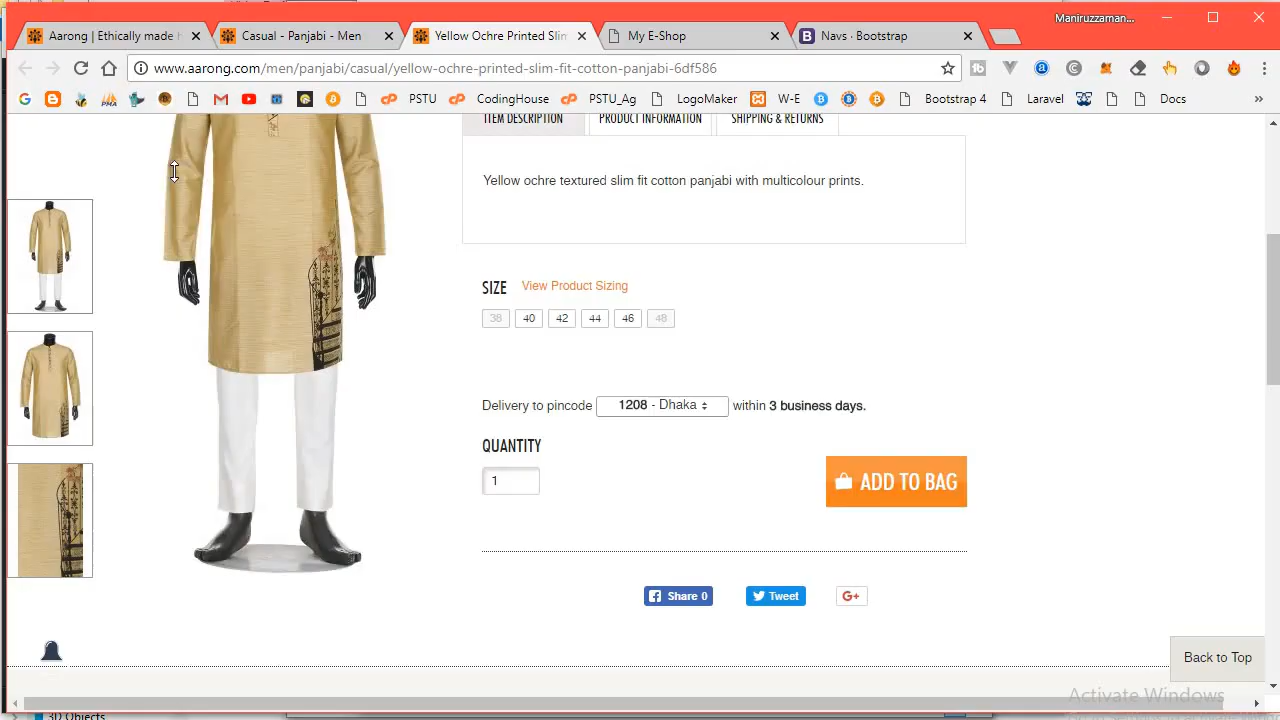 Maniruzzaman...
Aarong | Ethically made
Casual - Panjabi - Men
Yellow Ochre Printed Slim
My E-Shop
Navs · Bootstrap
www.aarong.com/men/panjabi/casual/yellow-ochre-printed-slim-fit-cotton-panjabi-6df586
PSTU
CodingHouse
PSTU_Ag
LogoMaker
W-E
Bootstrap 4
Laravel
Docs
»
ITEM DESCRIPTION
PRODUCT INFORMATION
SHIPPING & RETURNS
Yellow ochre textured slim fit cotton panjabi with multicolour prints.
SIZE View Product Sizing
38 40 42 44 46 48
Delivery to pincode 1208 - Dhaka within 3 business days.
QUANTITY
1
ADD TO BAG
Share 0
Tweet
G+
Back to Top
Activate Windows
3D Objects